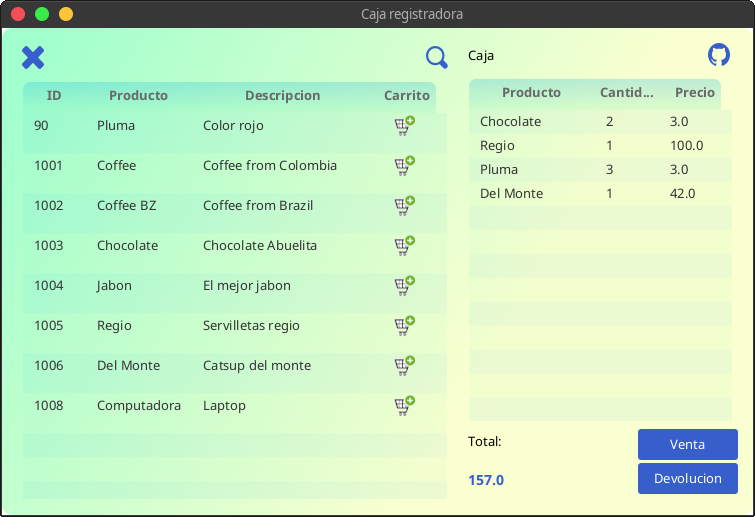 Caja registradora
ID Producto Descripcion Carrito
90 Pluma Color rojo
1001 Coffee Coffee from Colombia
1002 Coffee BZ Coffee from Brazil
1003 Chocolate Chocolate Abuelita
1004 Jabon El mejor jabon
1005 Regio Servilletas regio
1006 Del Monte Catsup del monte
1008 Computadora Laptop
Caja
Producto Cantid... Precio
Chocolate 2 3.0
Regio 1 100.0
Pluma 3 3.0
Del Monte 1 42.0
Total:
157.0
Venta
Devolucion